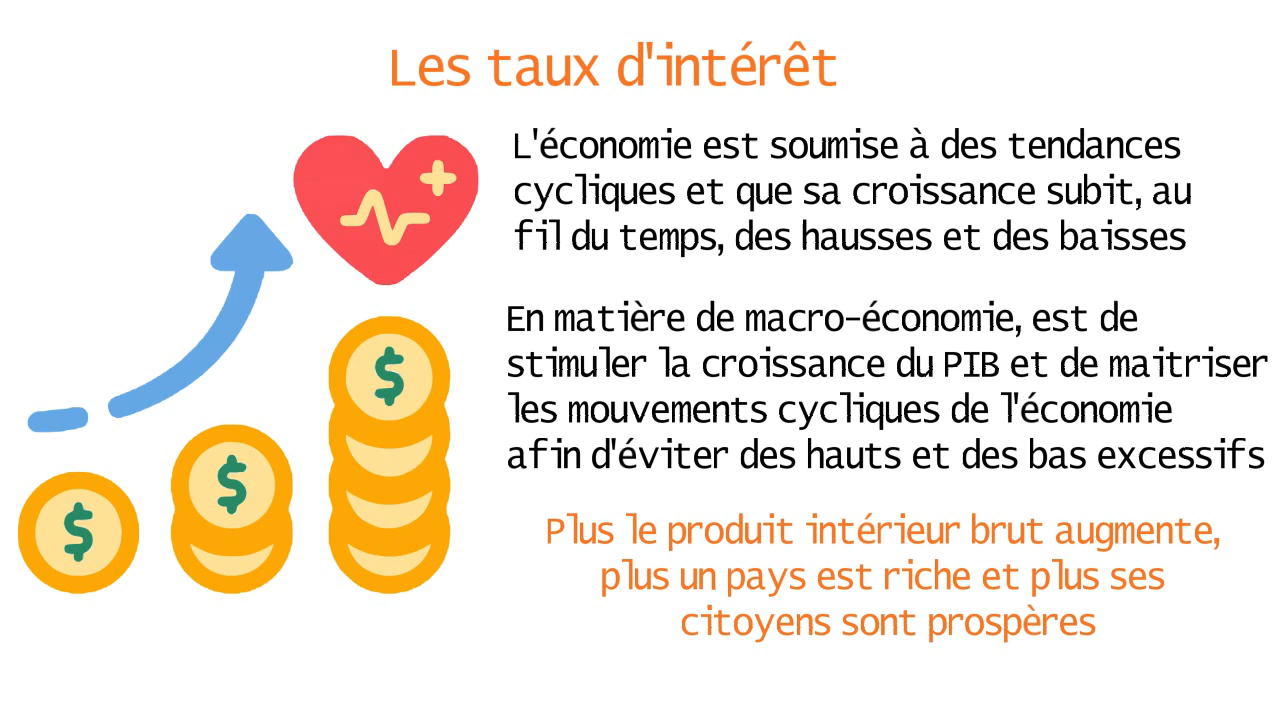 Les taux d'intérêt
L'économie est soumise à des tendances
cycliques et que sa croissance subit, au
fil du temps, des hausses et des baisses
En matière de macro-économie, est de
stimuler la croissance du PIB et de maitriser
les mouvements cycliques de l'économie
afin d'éviter des hauts et des bas excessifs
Plus le produit intérieur brut augmente,
plus un pays est riche et plus ses
citoyens sont prospères
$
$
$